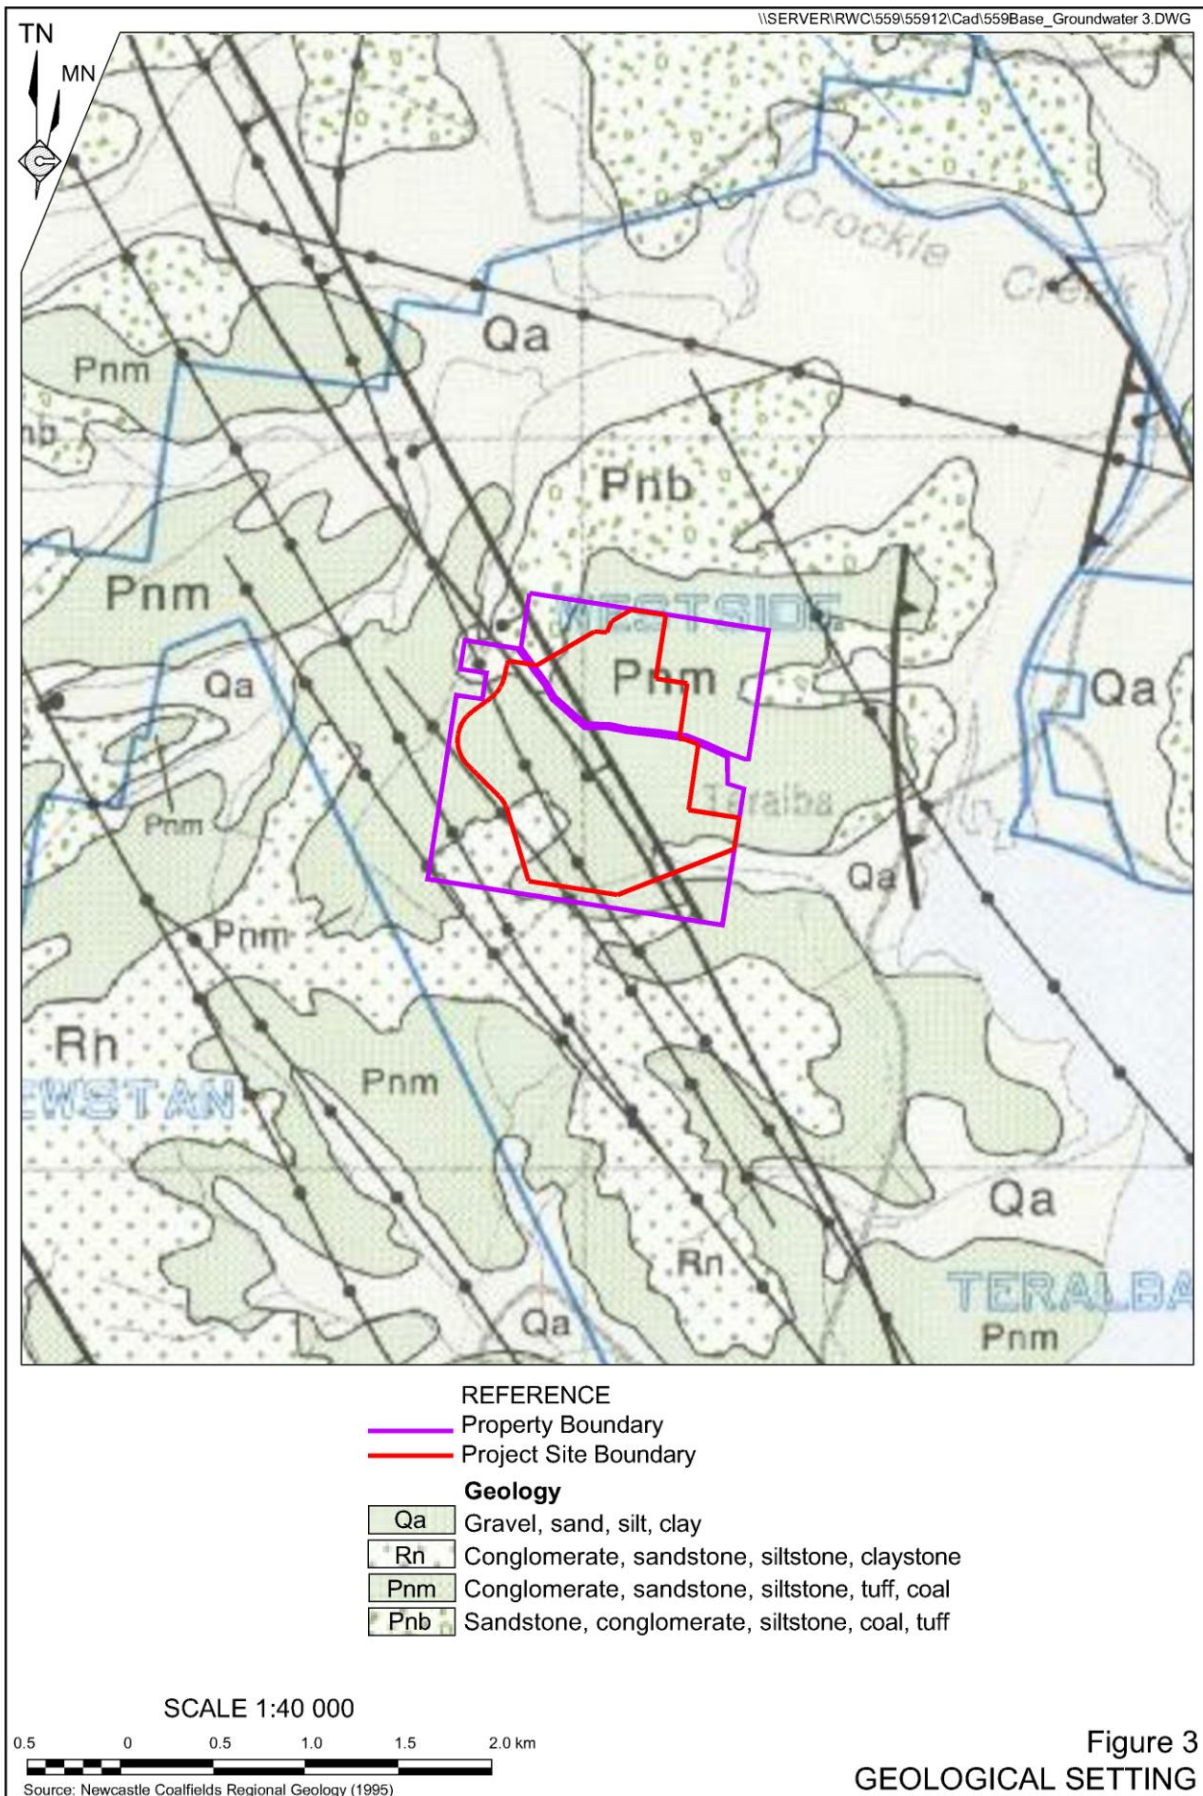 \\SERVER\RWC\559\55912\Cad\559Base_Groundwater 3.DWG
TN
MN
Crockle
Creek
Qa
Pnm
nb
Pnb
Pnm
WESTSIDE
Pnm
Qa
Qa
Teralba
Pnm
Qa
Pnm
Rn
Pnm
EWSTAN
Qa
Rn
TERALBA
Qa
Pnm
REFERENCE
Property Boundary
Project Site Boundary
Geology
Qa Gravel, sand, silt, clay
Rn Conglomerate, sandstone, siltstone, claystone
Pnm Conglomerate, sandstone, siltstone, tuff, coal
Pnb Sandstone, conglomerate, siltstone, coal, tuff
SCALE 1:40 000
0.5 0 0.5 1.0 1.5 2.0 km
Source: Newcastle Coalfields Regional Geology (1995)
Figure 3
GEOLOGICAL SETTING